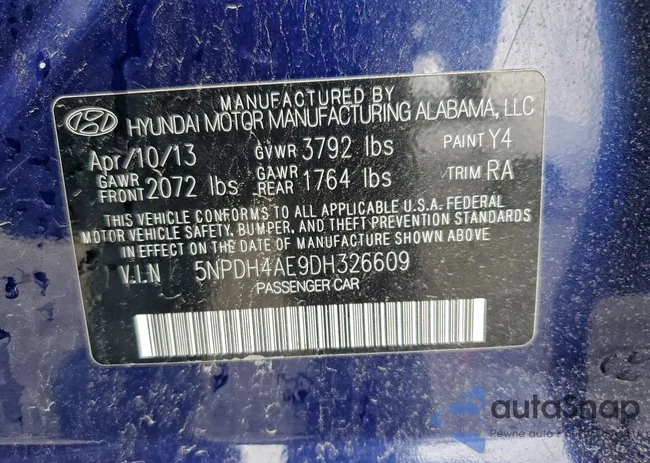 MANUFACTURED BY
HYUNDAI MOTOR MANUFACTURING ALABAMA, LLC
Apr/10/13 GVWR 3792 lbs PAINT Y4
GAWR FRONT 2072 lbs GAWR REAR 1764 lbs TRIM RA
THIS VEHICLE CONFORMS TO ALL APPLICABLE U.S.A. FEDERAL
MOTOR VEHICLE SAFETY, BUMPER, AND THEFT PREVENTION STANDARDS
IN EFFECT ON THE DATE OF MANUFACTURE SHOWN ABOVE.
V.I.N 5NPDH4AE9DH326609
PASSENGER CAR
autoSnap
Pewne auto z